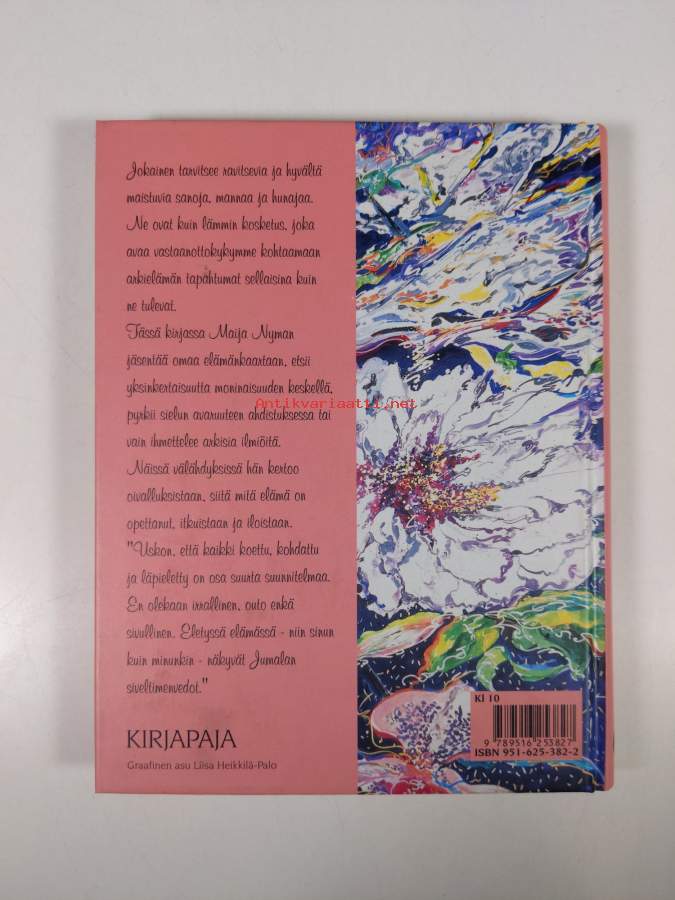 Jokainen tarvitsee ravitsevia ja hyvältä
maistuvia sanoja, mannaa ja hunajaa.
Ne ovat kuin lämmin kosketus, joka
avaa vastaanottokykymme kohtaamaan
arkielämän tapahtumat sellaisina kuin
ne tulevat.
Tässä kirjassa Maija Nyman
jäsentää omaa elämänkaartaan, etsii
yksinkertaisuutta moninaisuuden keskellä,
Antikvariaatti.net
pyrkii sielun avaruuteen ahdistuksessa tai
vain ihmettelee arkisia ilmiöitä.
Näissä välähdyksissä hän kertoo
oivalluksistaan, siitä mitä elämä on
opettanut, itkuistaan ja iloistaan.
"Uskon, että kaikki koettu, kohdattu
ja läpieletty on osa suurta suunnitelmaa.
En olekaan irrallinen, outo enkä
sivullinen. Eletyssä elämässä - niin sinun
kuin minunkin - näkyvät Jumalan
siveltimenvedot."
KIRJAPAJA
Graafinen asu Liisa Heikkilä-Palo
Kl 10
9 789516 253827
ISBN 951-625-382-2